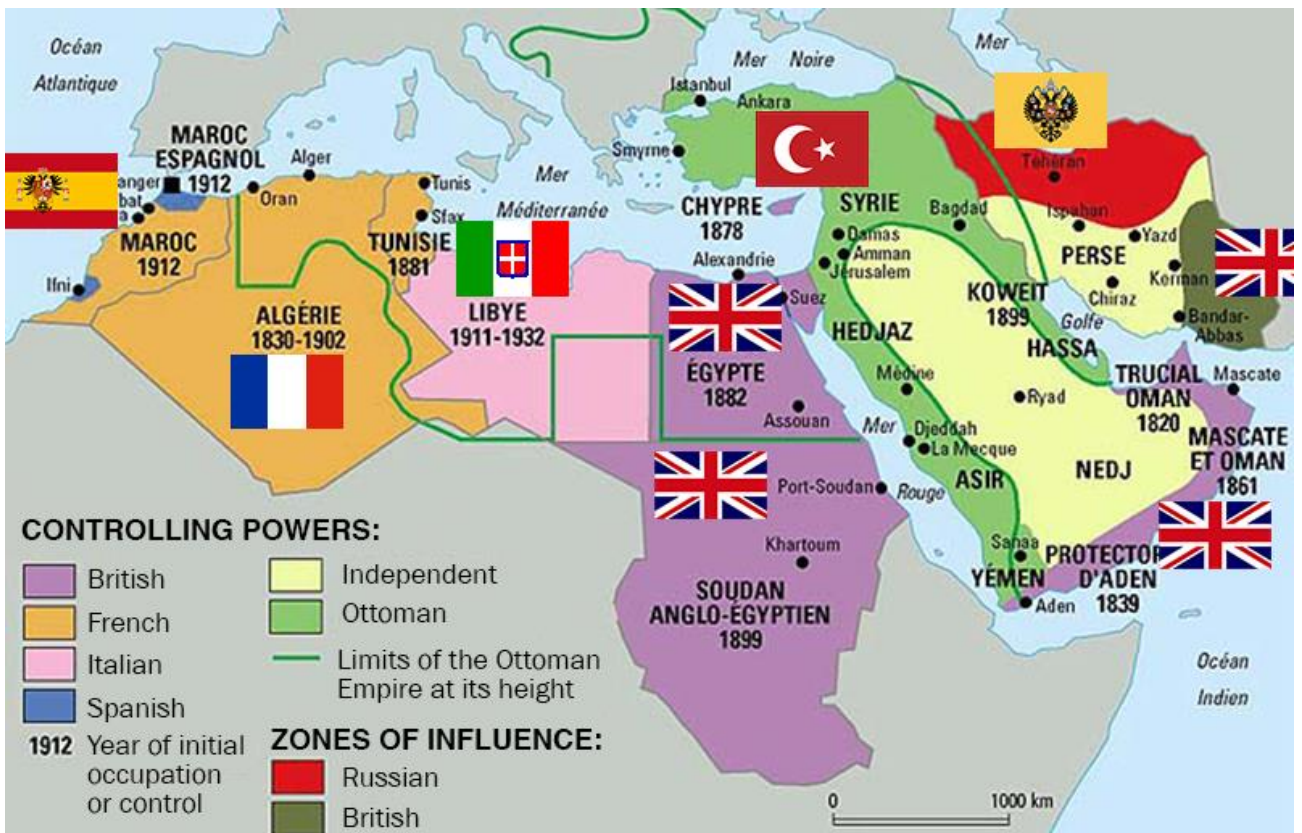 Océan
Atlantique
Mer Noire
Mer
Istanbul
Ankara
Smyrne
MAROC
ESPAGNOL
1912
Alger
Oran
Tunis
Sfax
Mer
Méditerranée
anger
bat
a
MAROC
1912
Ifni
TUNISIE
1881
ALGÉRIE
1830-1902
LIBYE
1911-1932
CHYPRE
1878
Alexandrie
Suez
ÉGYPTE
1882
Assouan
SYRIE
Bagdad
Damas
Amman
Jérusalem
Téhéran
Ispahan
Yazd
PERSE
Kerman
Chiraz
Bandar-
Abbas
KOWEIT
1899
Golfe
HASSA
HEDJAZ
Médine
Ryad
TRUCIAL
OMAN
1820
Mascate
MASCATE
ET OMAN
1861
Mer
Rouge
Djeddah
La Mecque
ASIR
NEDJ
Port-Soudan
Khartoum
SOUDAN
ANGLO-ÉGYPTIEN
1899
Sanaa
YÉMEN
Aden
PROTECTOR
D'ADEN
1839
Océan
Indien
CONTROLLING POWERS:
British
French
Italian
Spanish
1912 Year of initial
occupation
or control
Independent
Ottoman
Limits of the Ottoman
Empire at its height
ZONES OF INFLUENCE:
Russian
British
0 1000 km